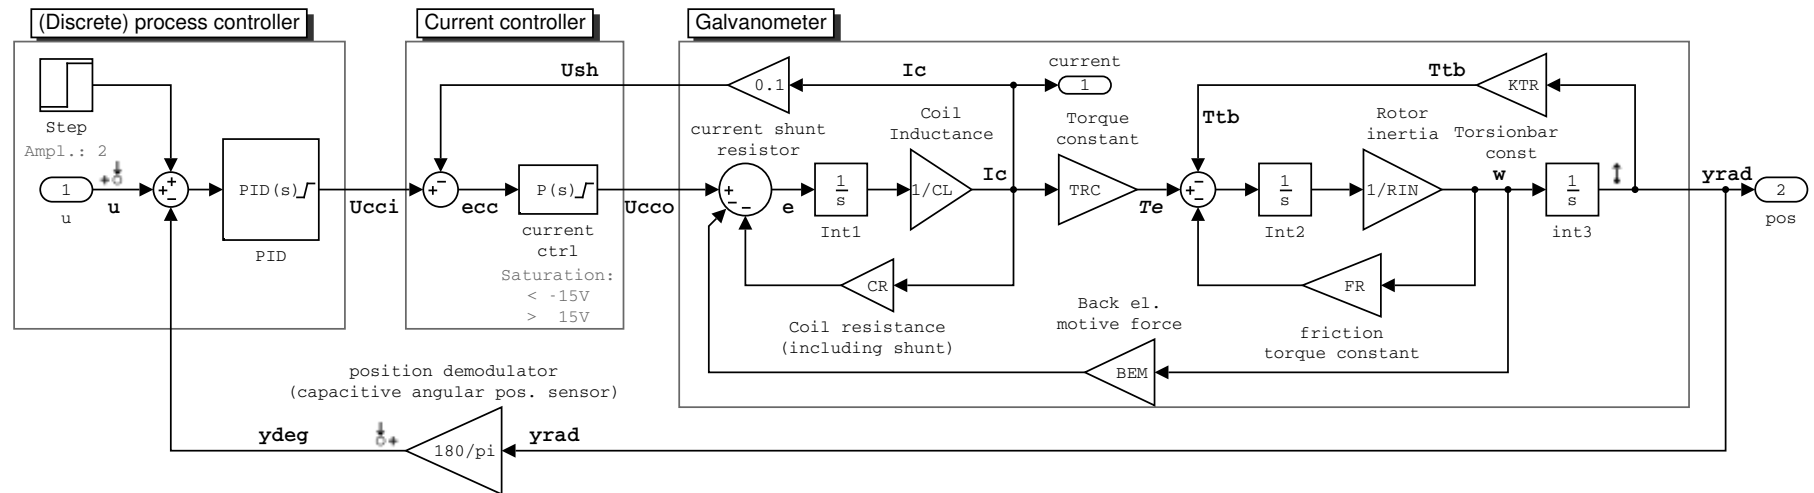 (Discrete) process controller
Current controller
Galvanometer
Step
Ampl.: 2
1
u
u
+
+
−
PID(s)
PID
Ucci
+
−
ecc
P(s)
current
ctrl
Saturation:
< -15V
> 15V
Ucco
Ush
0.1
Ic
current
1
current shunt
resistor
+
−
−
e
1
s
Int1
Coil
Inductance
1/CL
Ic
Torque
constant
TRC
Te
CR
Coil resistance
(including shunt)
Ttb
KTR
Ttb
+
−
−
1
s
Int2
Rotor
inertia
1/RIN
Torsionbar
const
w
1
s
int3
yrad
2
pos
FR
friction
torque constant
Back el.
motive force
BEM
position demodulator
(capacitive angular pos. sensor)
ydeg
180/pi
yrad